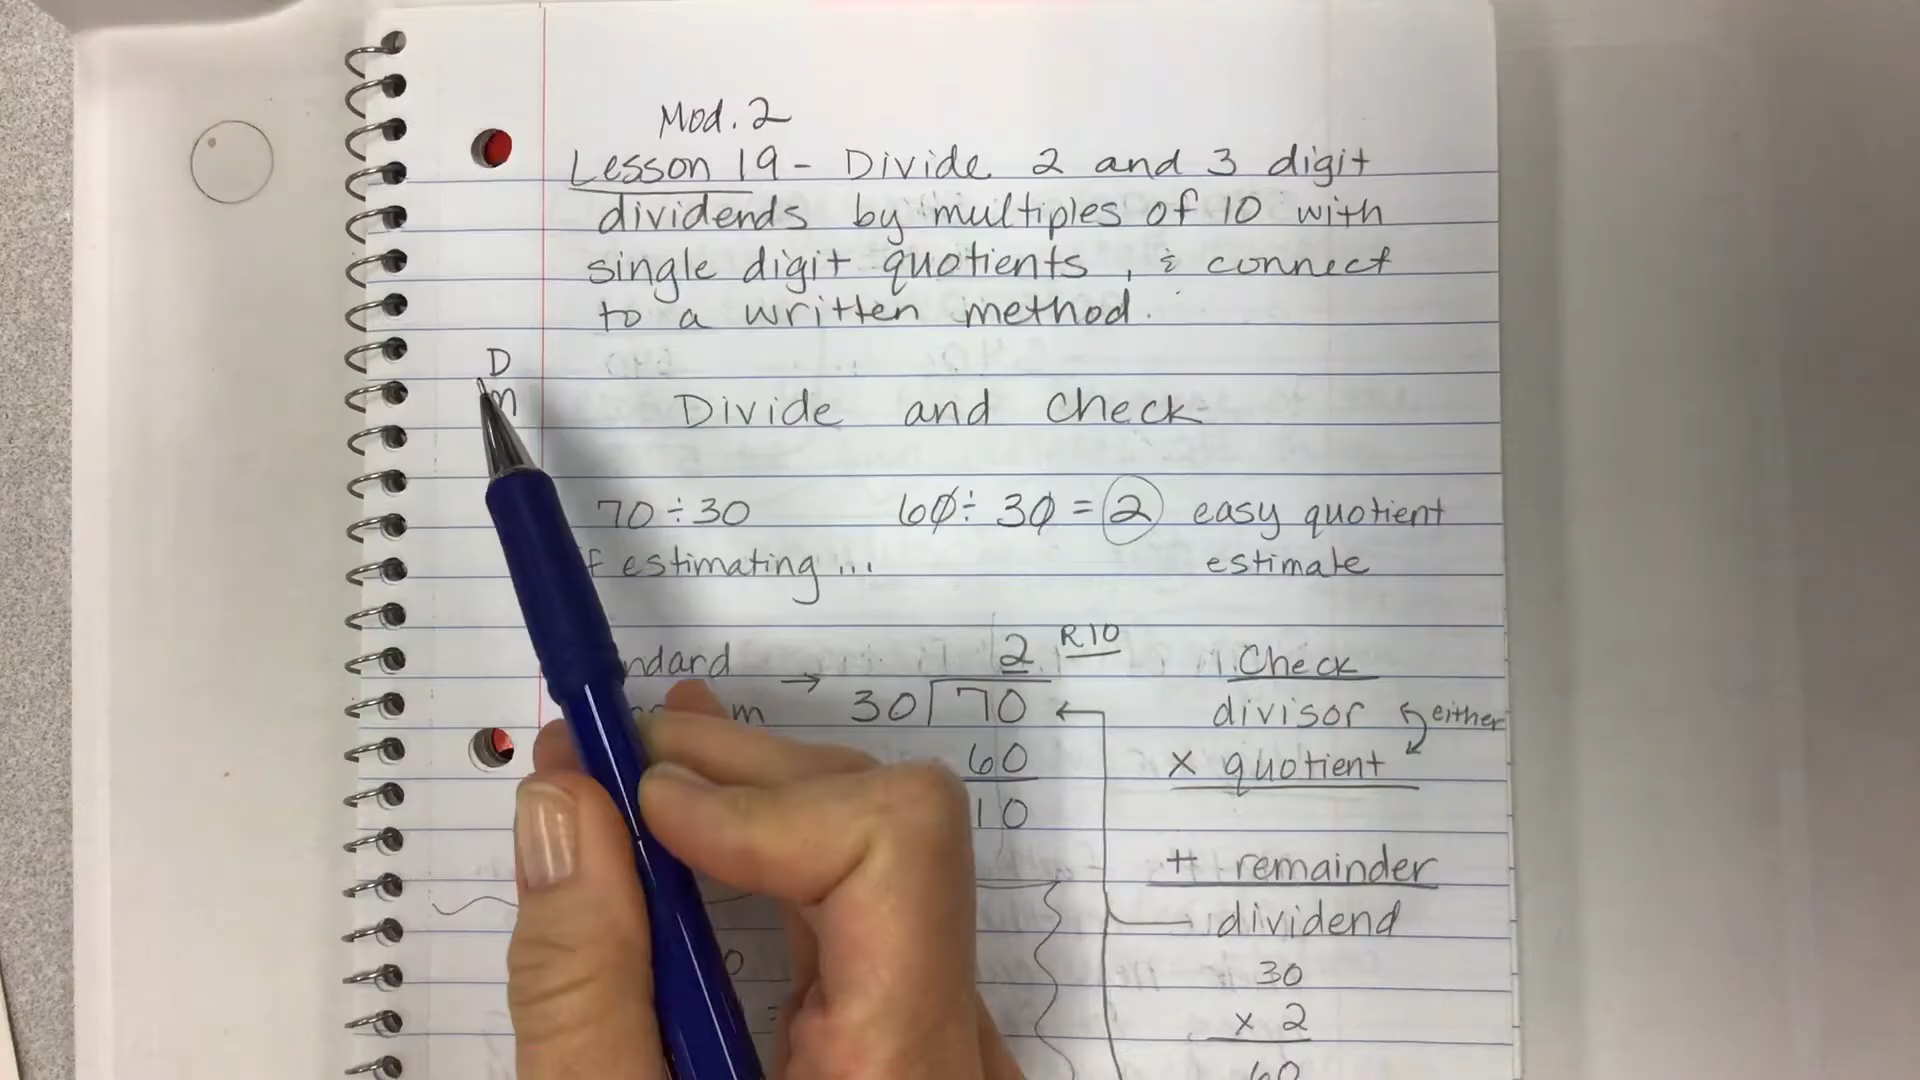 Mod. 2
Lesson 19 - Divide 2 and 3 digit
dividends by multiples of 10 with
single digit quotients, & connect
to a written method.
D
m
Divide and check
70 ÷ 30 60 ÷ 30 = 2 easy quotient
estimating ... estimate
2 R10
→ 30 70
60
10
Check
divisor either
x quotient
+ remainder
dividend
30
x 2
60